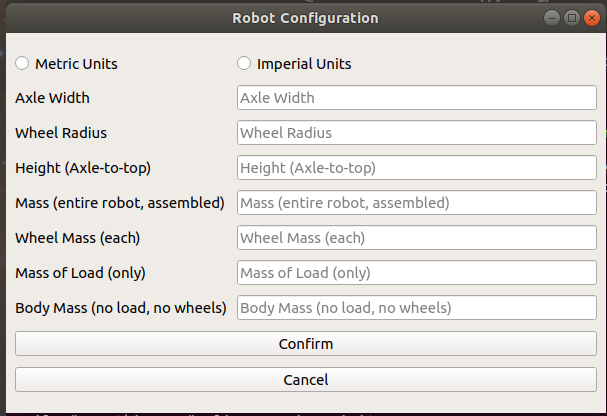 Robot Configuration
Metric Units Imperial Units
Axle Width Axle Width
Wheel Radius Wheel Radius
Height (Axle-to-top) Height (Axle-to-top)
Mass (entire robot, assembled) Mass (entire robot, assembled)
Wheel Mass (each) Wheel Mass (each)
Mass of Load (only) Mass of Load (only)
Body Mass (no load, no wheels) Body Mass (no load, no wheels)
Confirm
Cancel